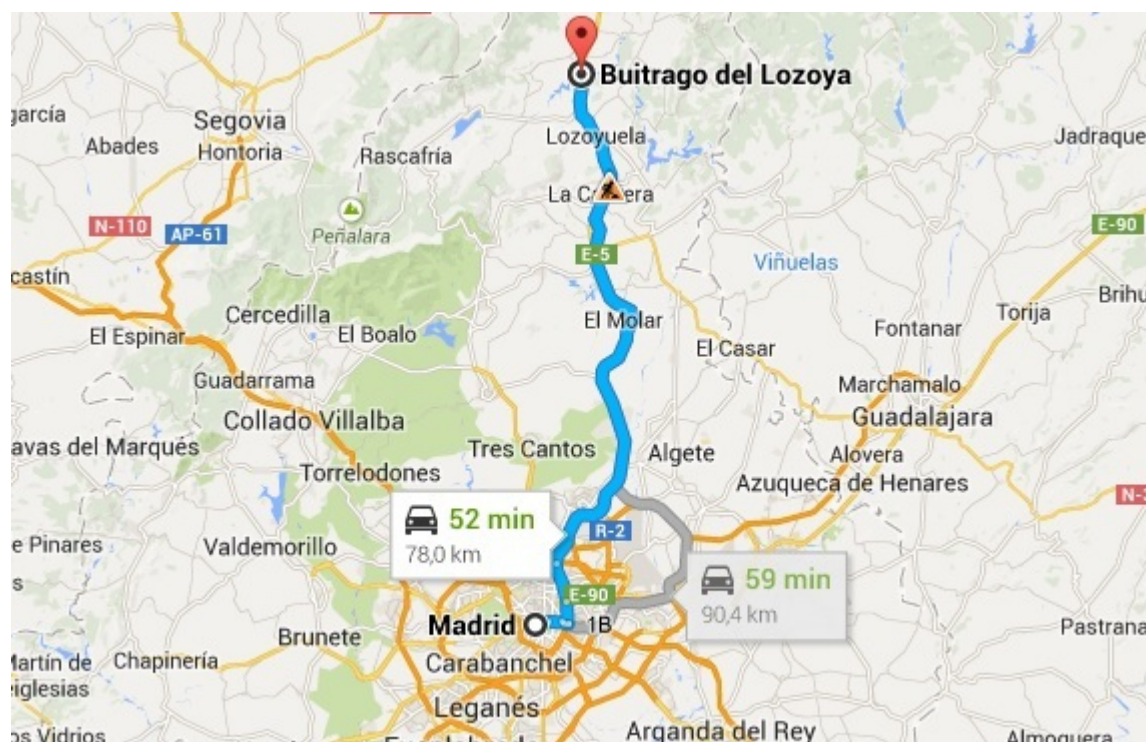 Buitrago del Lozoya
garcía
Segovia
Abades
Hontoria
Rascafría
Lozoyuela
Jadraque
N-110
AP-61
Peñalara
E-5
E-90
Viñuelas
castín
Cercedilla
El Espinar
El Boalo
El Molar
El Casar
Fontanar
Torija
Brihu
Guadarrama
Collado Villalba
Marchamalo
Guadalajara
avas del Marqués
Tres Cantos
Algete
Alovera
Torrelodones
Azuqueca de Henares
52 min
78,0 km
R-2
e Pinares
Valdemorillo
59 min
90,4 km
E-90
Madrid
1B
Brunete
Pastrana
Martín de
eiglesias
Chapinería
Carabanchel
Leganés
os Vidrios
Arganda del Rey
Almoguera